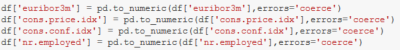 df['euribor3m'] = pd.to_numeric(df['euribor3m'],errors='coerce')
df['cons.price.idx'] = pd.to_numeric(df['cons.price.idx'],errors='coerce')
df['cons.conf.idx'] = pd.to_numeric(df['cons.conf.idx'],errors='coerce')
df['nr.employed'] = pd.to_numeric(df['nr.employed'],errors='coerce')